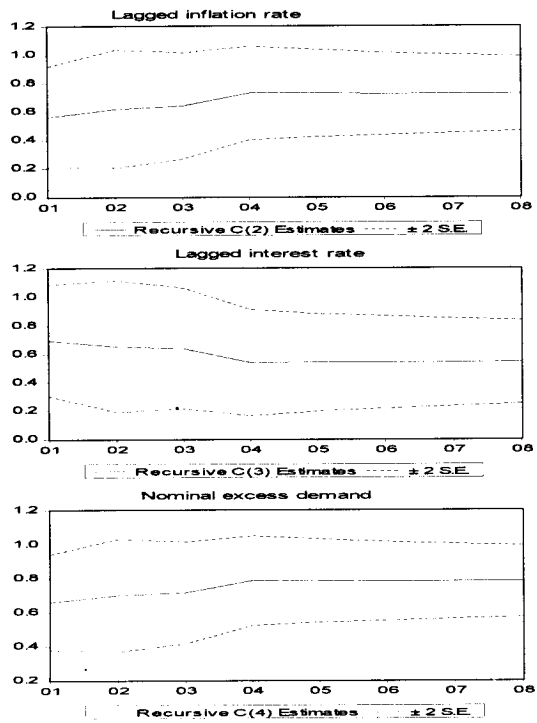 Lagged inflation rate
1.2
1.0
0.8
0.6
0.4
0.2
0.0
01 02 03 04 05 06 07 08
Recursive C(2) Estimates ± 2 S.E.
Lagged interest rate
1.2
1.0
0.8
0.6
0.4
0.2
0.0
01 02 03 04 05 06 07 08
Recursive C(3) Estimates ± 2 S.E.
Nominal excess demand
1.2
1.0
0.8
0.6
0.4
0.2
01 02 03 04 05 06 07 08
Recursive C(4) Estimates ± 2 S.E.